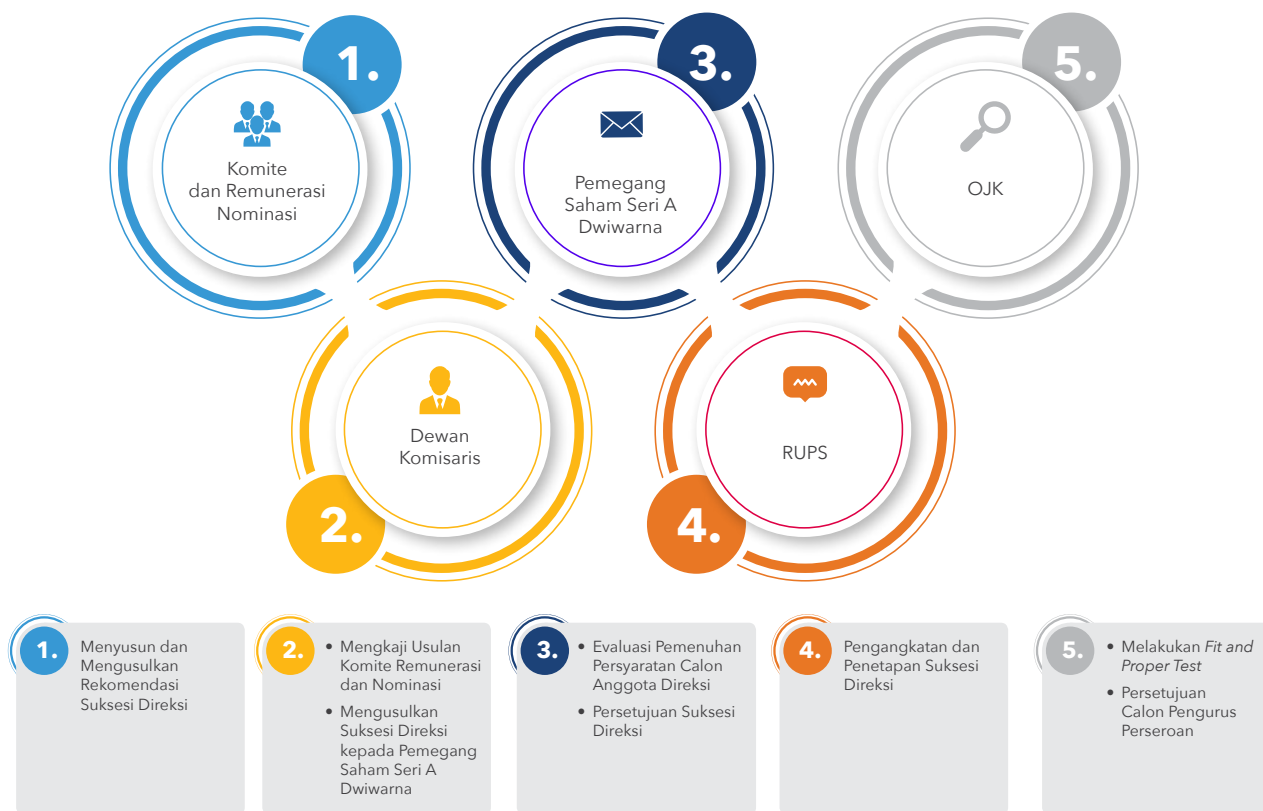 1.
Komite
dan Remunerasi
Nominasi
3.
Pemegang
Saham Seri A
Dwiwarna
5.
OJK
2.
Dewan
Komisaris
4.
RUPS
1.
Menyusun dan
Mengusulkan
Rekomendasi
Suksesi Direksi
2.
• Mengkaji Usulan
Komite Remunerasi
dan Nominasi
• Mengusulkan
Suksesi Direksi
kepada Pemegang
Saham Seri A
Dwiwarna
3.
• Evaluasi Pemenuhan
Persyaratan Calon
Anggota Direksi
• Persetujuan Suksesi
Direksi
4.
Pengangkatan dan
Penetapan Suksesi
Direksi
5.
• Melakukan Fit and
Proper Test
• Persetujuan
Calon Pengurus
Perseroan